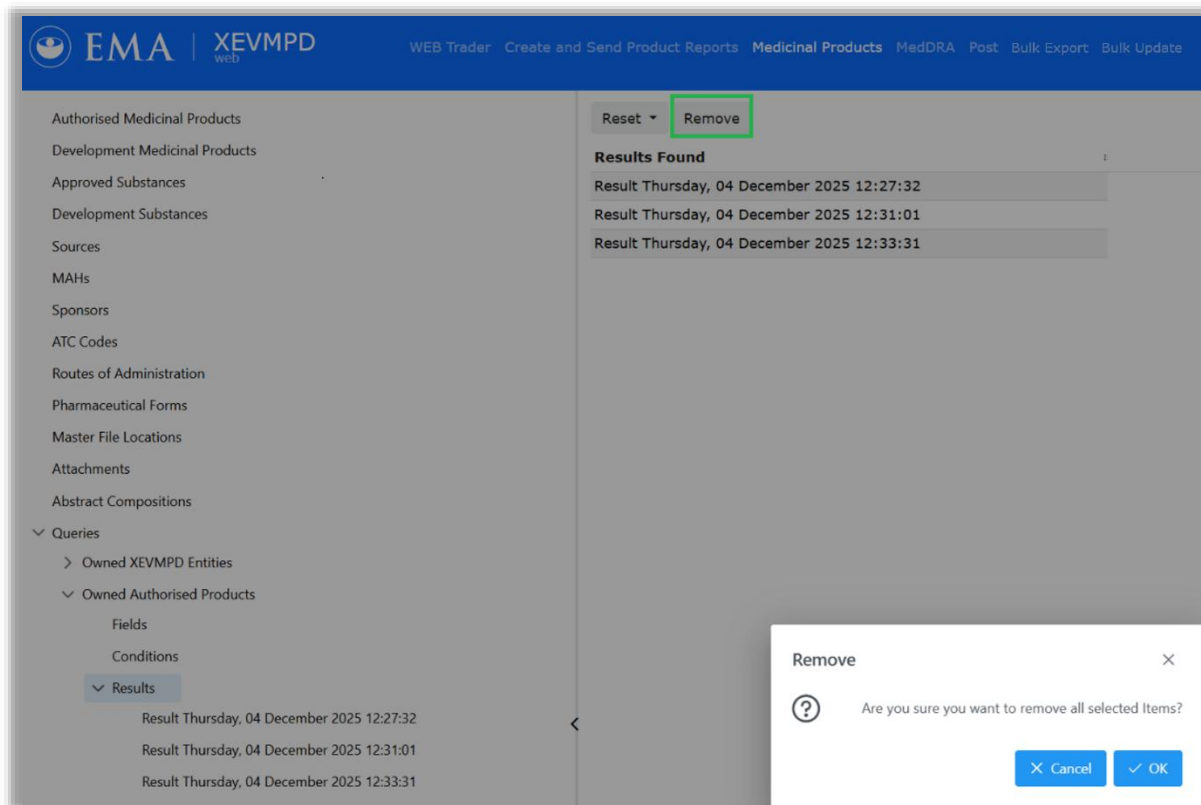 EMA | XEVMPD
web
WEB Trader Create and Send Product Reports Medicinal Products MedDRA Post Bulk Export Bulk Update
Authorised Medicinal Products
Development Medicinal Products
Approved Substances
Development Substances
Sources
MAHs
Sponsors
ATC Codes
Routes of Administration
Pharmaceutical Forms
Master File Locations
Attachments
Abstract Compositions
Queries
Owned XEVMPD Entities
Owned Authorised Products
Fields
Conditions
Results
Result Thursday, 04 December 2025 12:27:32
Result Thursday, 04 December 2025 12:31:01
Result Thursday, 04 December 2025 12:33:31
Reset Remove
Results Found
Result Thursday, 04 December 2025 12:27:32
Result Thursday, 04 December 2025 12:31:01
Result Thursday, 04 December 2025 12:33:31
Remove
Are you sure you want to remove all selected Items?
Cancel OK